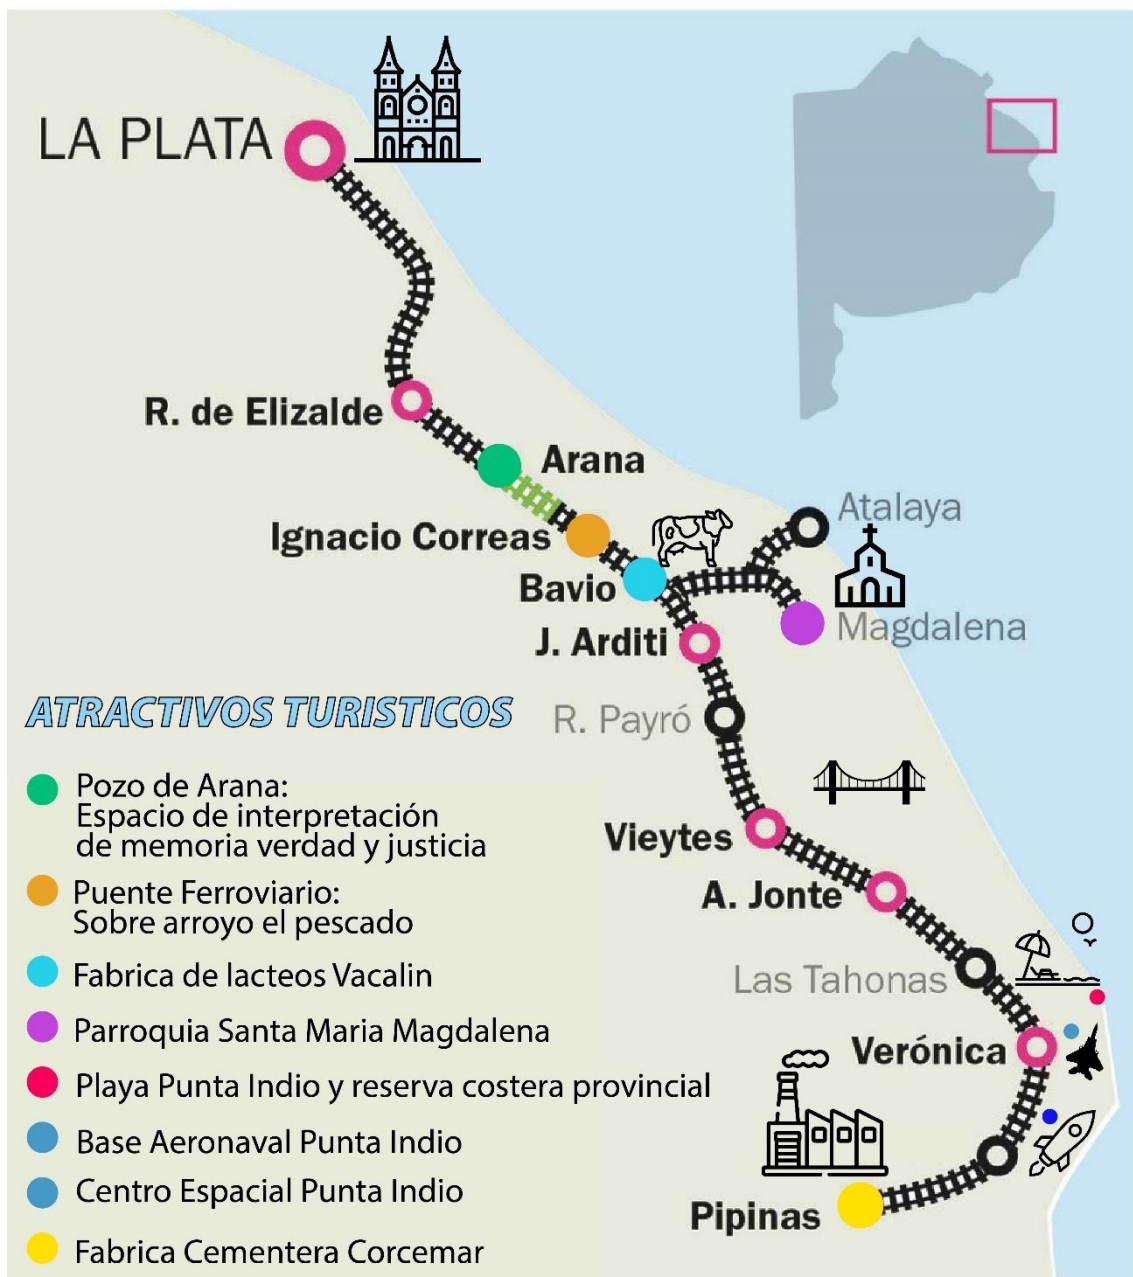 LA PLATA
R. de Elizalde
Arana
Ignacio Correas
Atalaya
Bavio
Magdalena
J. Arditi
R. Payró
Vieytes
A. Jonte
Las Tahonas
Verónica
Pipinas
ATRACTIVOS TURISTICOS
Pozo de Arana:
Espacio de interpretación
de memoria verdad y justicia
Puente Ferroviario:
Sobre arroyo el pescado
Fabrica de lacteos Vacalin
Parroquia Santa Maria Magdalena
Playa Punta Indio y reserva costera provincial
Base Aeronaval Punta Indio
Centro Espacial Punta Indio
Fabrica Cementera Corcemar